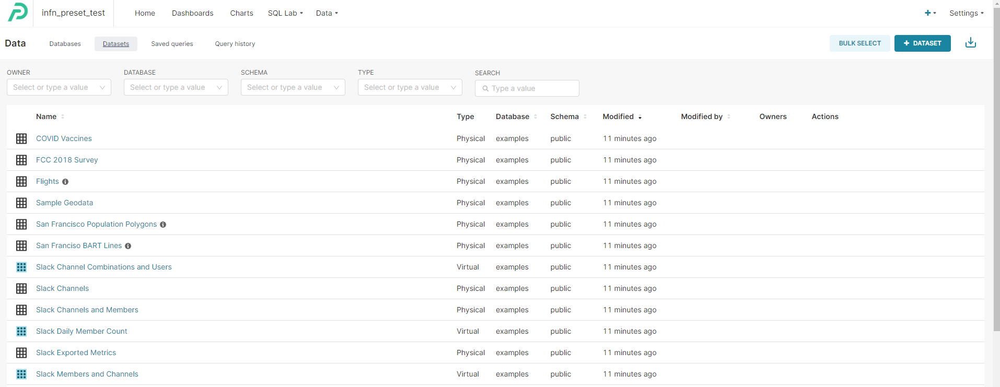 infn_preset_test Home Dashboards Charts SQL Lab Data Settings
Data Databases Datasets Saved queries Query history BULK SELECT + DATASET
OWNER DATABASE SCHEMA TYPE SEARCH
Select or type a value Select or type a value Select or type a value Select or type a value Type a value
Name Type Database Schema Modified Modified by Owners Actions
COVID Vaccines Physical examples public 11 minutes ago
FCC 2018 Survey Physical examples public 11 minutes ago
Flights Physical examples public 11 minutes ago
Sample Geodata Physical examples public 11 minutes ago
San Francisco Population Polygons Physical examples public 11 minutes ago
San Franciso BART Lines Physical examples public 11 minutes ago
Slack Channel Combinations and Users Virtual examples public 11 minutes ago
Slack Channels Physical examples public 11 minutes ago
Slack Channels and Members Physical examples public 11 minutes ago
Slack Daily Member Count Virtual examples public 11 minutes ago
Slack Exported Metrics Physical examples public 11 minutes ago
Slack Members and Channels Virtual examples public 11 minutes ago